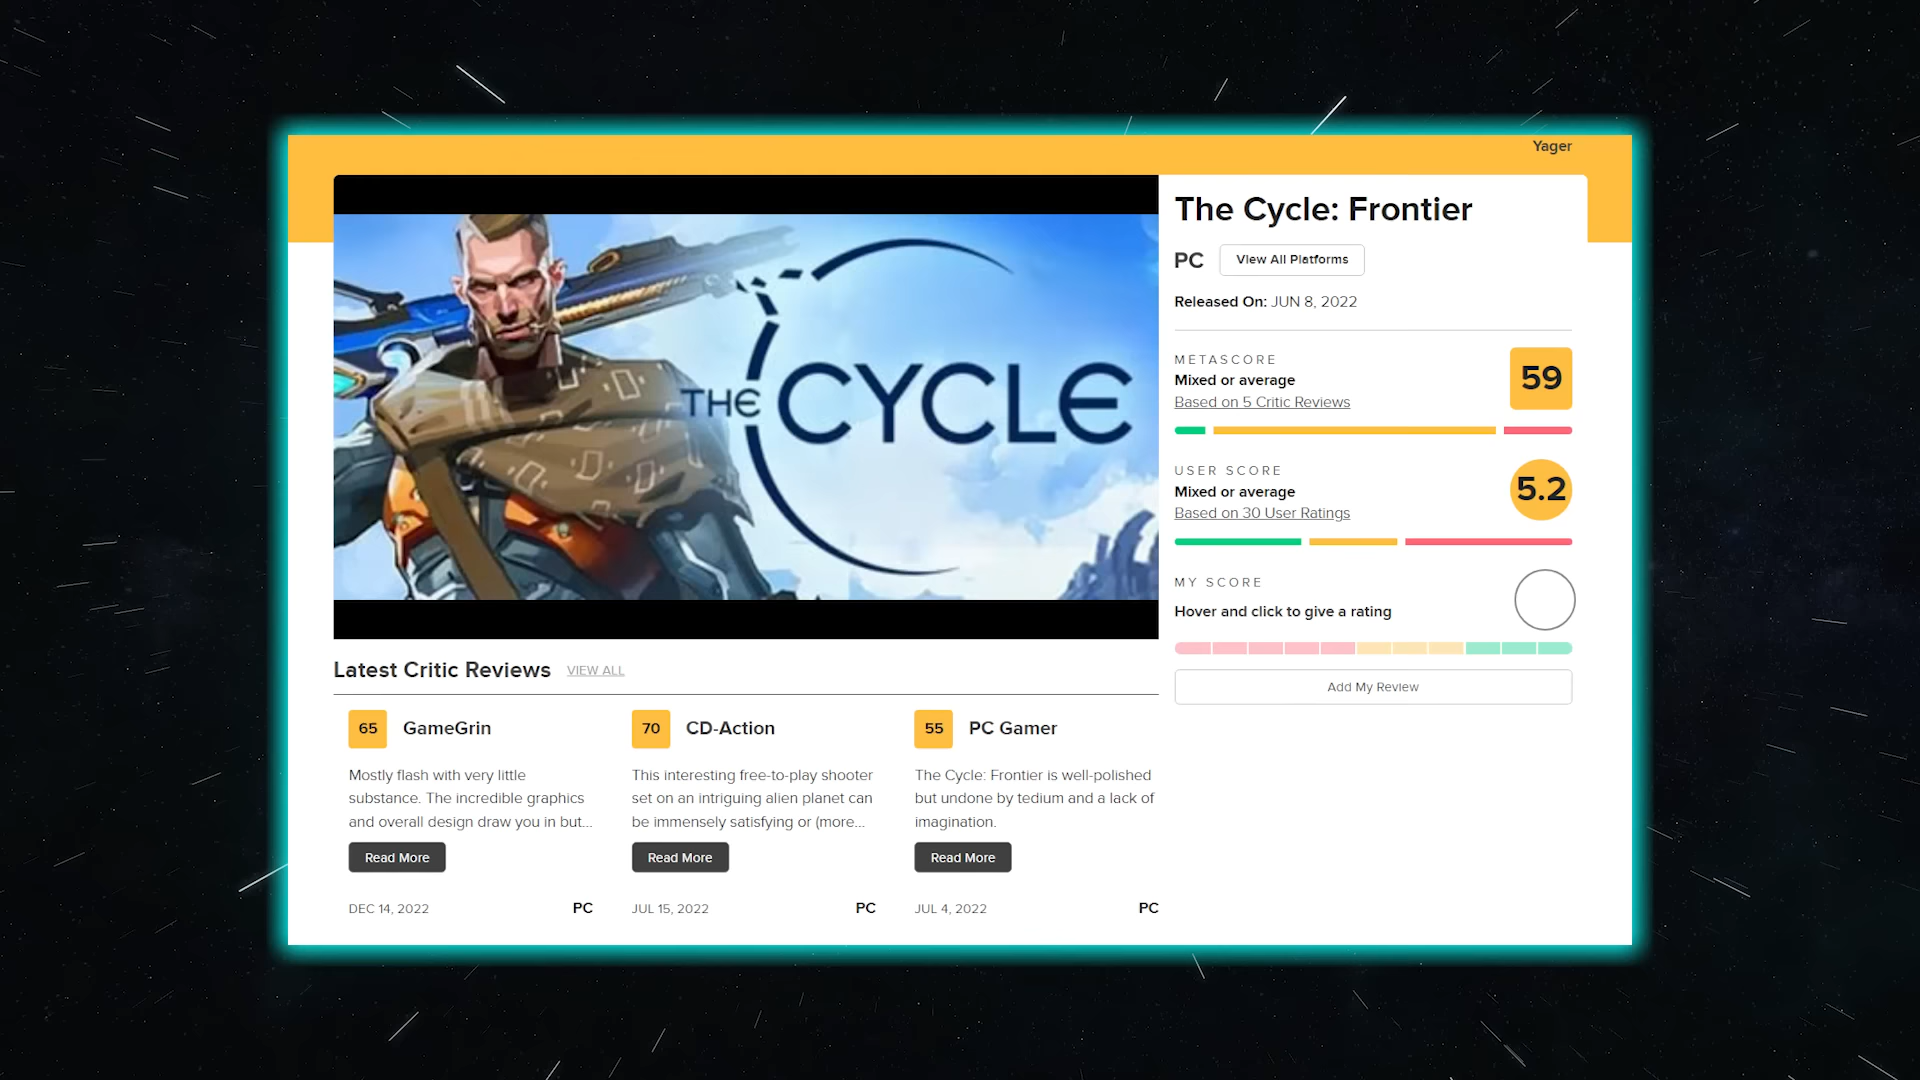 Yager
THE CYCLE
The Cycle: Frontier
PC View All Platforms
Released On: JUN 8, 2022
METASCORE
Mixed or average
Based on 5 Critic Reviews
59
USER SCORE
Mixed or average
Based on 30 User Ratings
5.2
MY SCORE
Hover and click to give a rating
Add My Review
Latest Critic Reviews VIEW ALL
65 GameGrin
Mostly flash with very little
substance. The incredible graphics
and overall design draw you in but...
Read More
DEC 14, 2022 PC
70 CD-Action
This interesting free-to-play shooter
set on an intriguing alien planet can
be immensely satisfying or (more...
Read More
JUL 15, 2022 PC
55 PC Gamer
The Cycle: Frontier is well-polished
but undone by tedium and a lack of
imagination.
Read More
JUL 4, 2022 PC